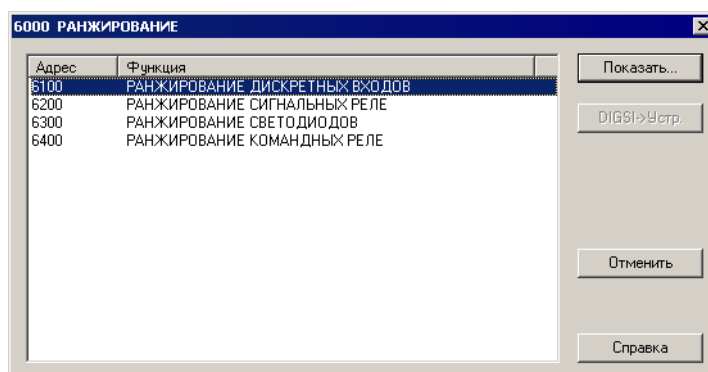 6000 РАНЖИРОВАНИЕ
Адрес Функция
6100 РАНЖИРОВАНИЕ ДИСКРЕТНЫХ ВХОДОВ
6200 РАНЖИРОВАНИЕ СИГНАЛЬНЫХ РЕЛЕ
6300 РАНЖИРОВАНИЕ СВЕТОДИОДОВ
6400 РАНЖИРОВАНИЕ КОМАНДНЫХ РЕЛЕ
Показать...
DIGSI->Устр.
Отменить
Справка